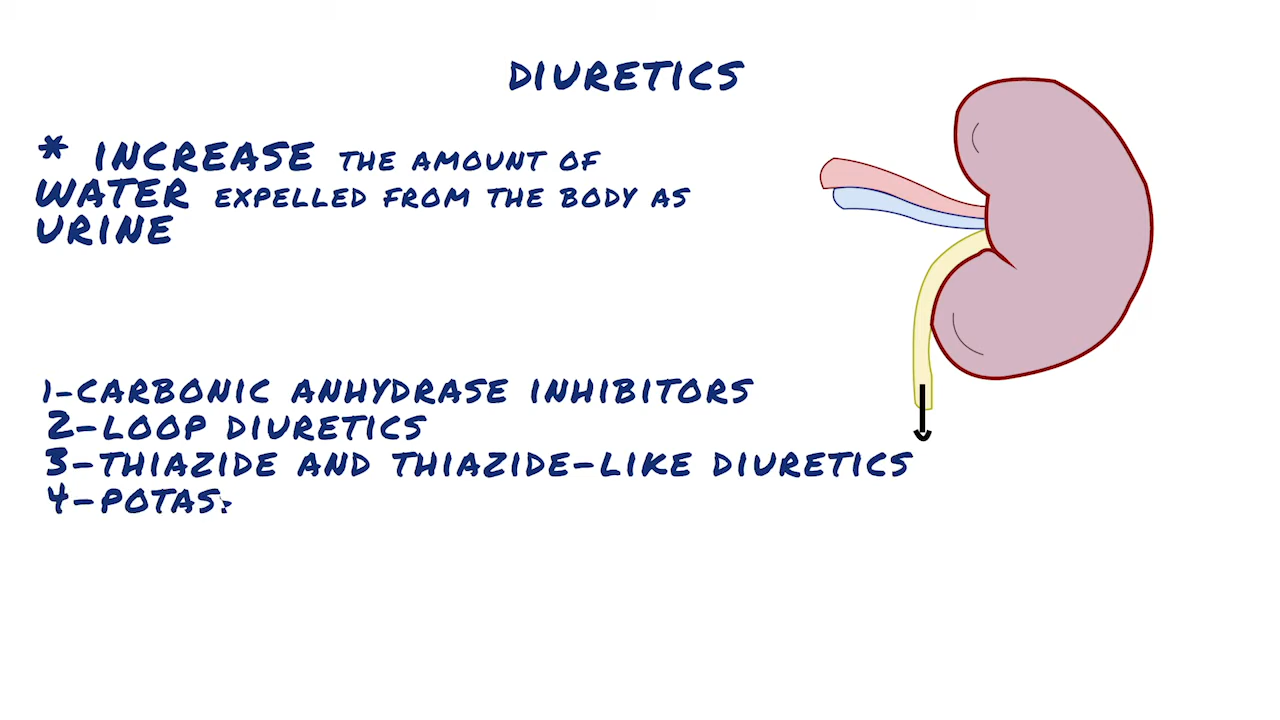 DIURETICS
* INCREASE THE AMOUNT OF
WATER EXPELLED FROM THE BODY AS
URINE
1-CARBONIC ANHYDRASE INHIBITORS
2-LOOP DIURETICS
3-THIAZIDE AND THIAZIDE-LIKE DIURETICS
4-POTAS